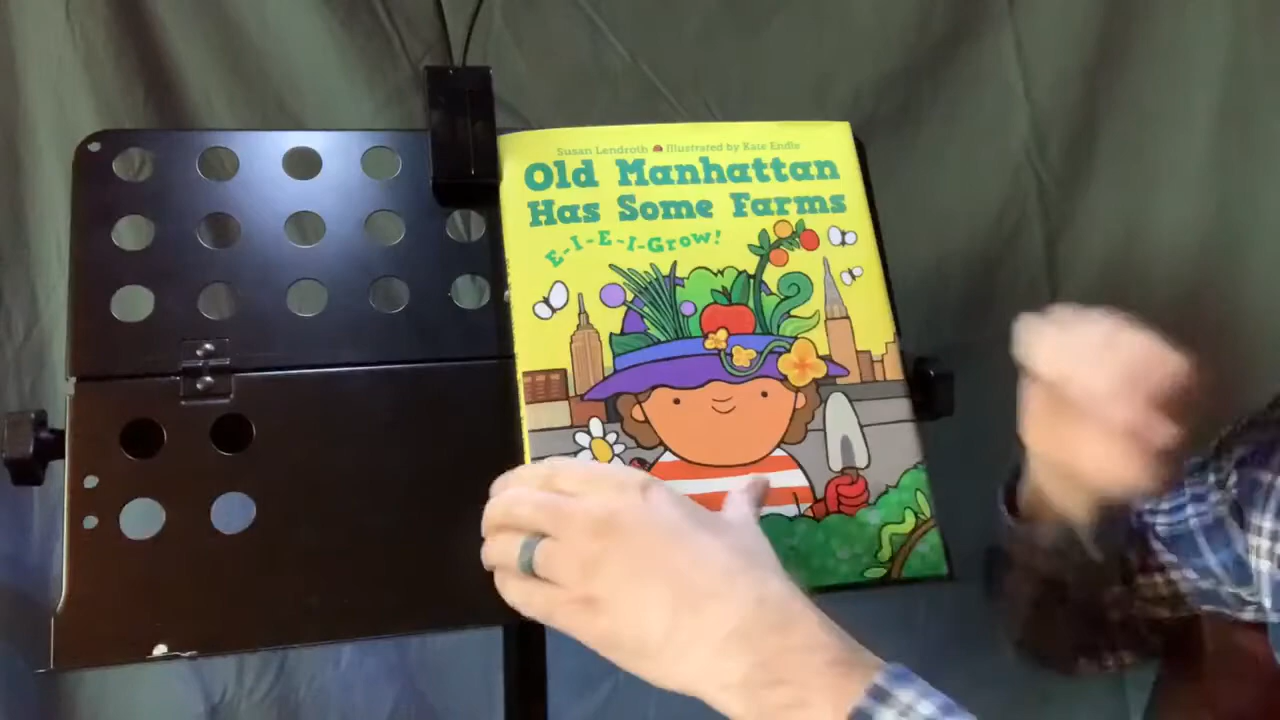 Susan Lendroth Illustrated by Kate Endle
Old Manhattan
Has Some Farms
E-I-E-I-Grow!